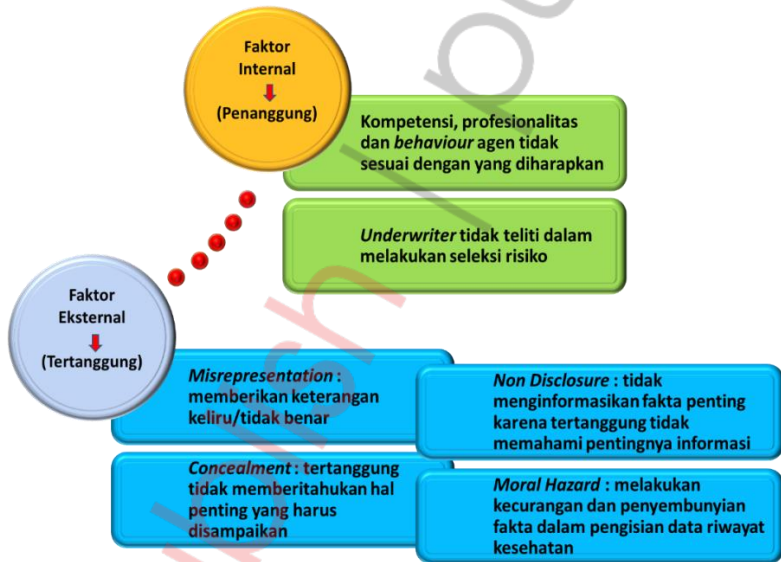 Faktor
Internal
(Penanggung)
Kompetensi, profesionalitas
dan behaviour agen tidak
sesuai dengan yang diharapkan
Underwriter tidak teliti dalam
melakukan seleksi risiko
Faktor
Eksternal
(Tertanggung)
Misrepresentation :
memberikan keterangan
keliru/tidak benar
Non Disclosure : tidak
menginformasikan fakta penting
karena tertanggung tidak
memahami pentingnya informasi
Concealment : tertanggung
tidak memberitahukan hal
penting yang harus
disampaikan
Moral Hazard : melakukan
kecurangan dan penyembunyian
fakta dalam pengisian data riwayat
kesehatan